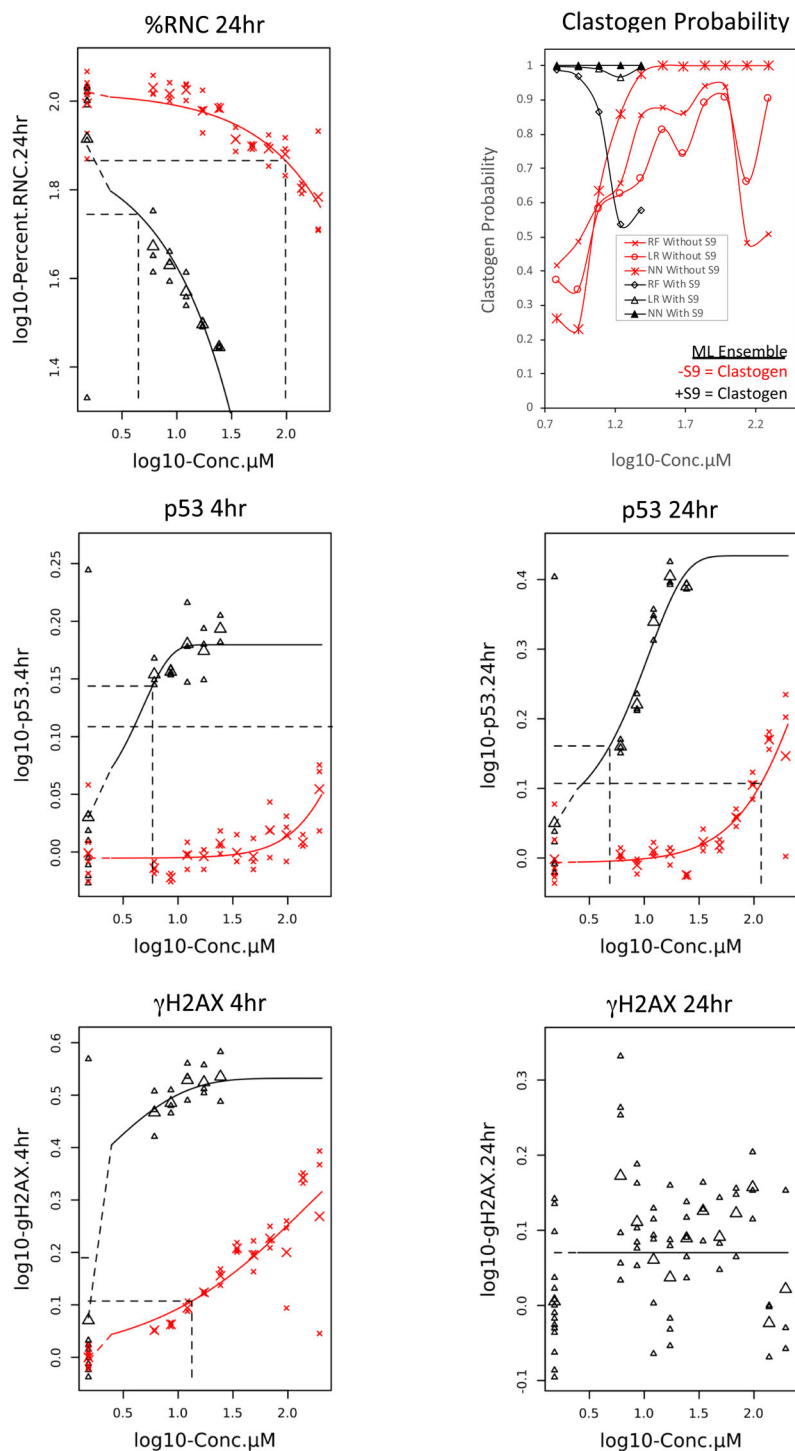 %RNC 24hr
log10-Percent.RNC.24hr
2.0
1.8
1.6
1.4
0.5 1.0 1.5 2.0
log10-Conc.µM
Clastogen Probability
Clastogen Probability
1
0.9
0.8
0.7
0.6
0.5
0.4
0.3
0.2
0.1
0
RF Without S9
LR Without S9
NN Without S9
RF With S9
LR With S9
NN With S9
ML Ensemble
-S9 = Clastogen
+S9 = Clastogen
0.7 1.2 1.7 2.2
log10-Conc.µM
p53 4hr
log10-p53.4hr
0.25
0.20
0.15
0.10
0.05
0.00
0.5 1.0 1.5 2.0
log10-Conc.µM
p53 24hr
log10-p53.24hr
0.4
0.3
0.2
0.1
0.0
0.5 1.0 1.5 2.0
log10-Conc.µM
γH2AX 4hr
log10-gH2AX.4hr
0.6
0.5
0.4
0.3
0.2
0.1
0.0
0.5 1.0 1.5 2.0
log10-Conc.µM
γH2AX 24hr
log10-gH2AX.24hr
0.3
0.2
0.1
0.0
-0.1
0.5 1.0 1.5 2.0
log10-Conc.µM